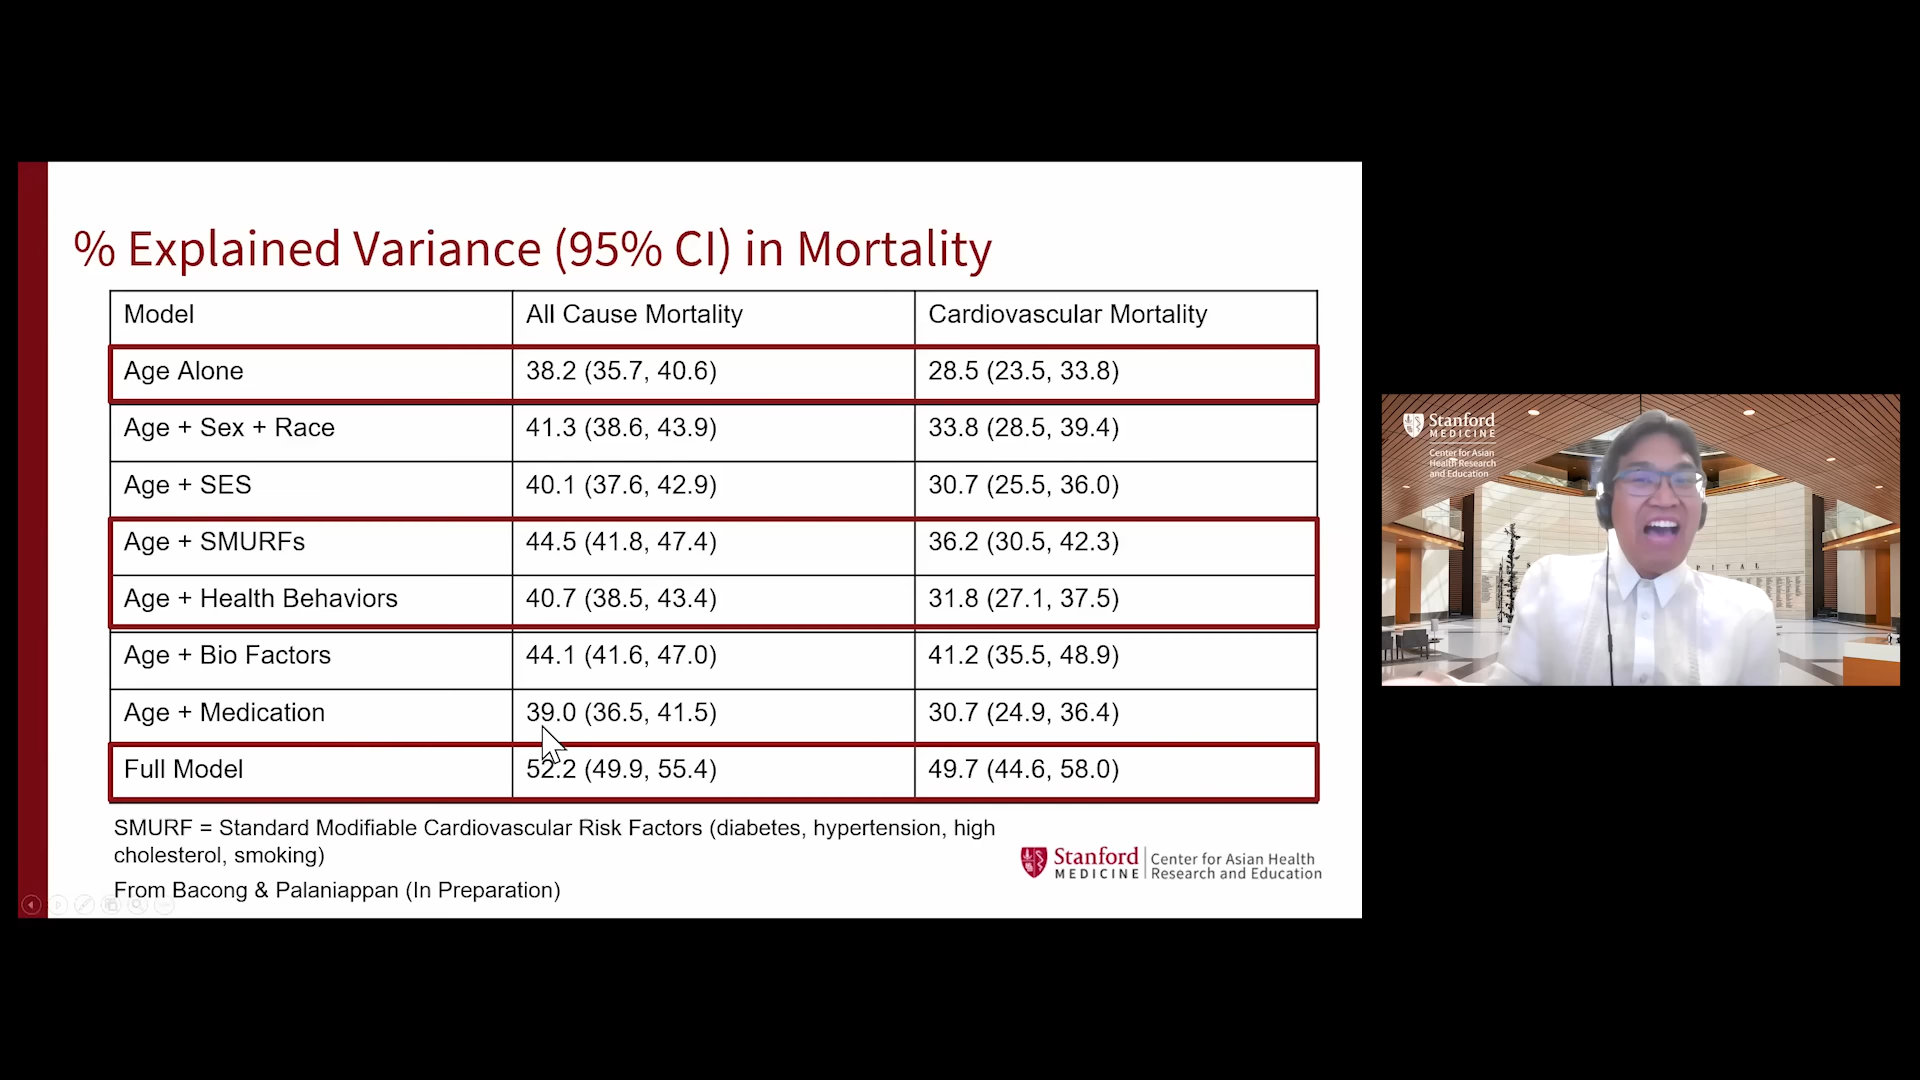 % Explained Variance (95% CI) in Mortality
Model All Cause Mortality Cardiovascular Mortality
Age Alone 38.2 (35.7, 40.6) 28.5 (23.5, 33.8)
Age + Sex + Race 41.3 (38.6, 43.9) 33.8 (28.5, 39.4)
Age + SES 40.1 (37.6, 42.9) 30.7 (25.5, 36.0)
Age + SMURFs 44.5 (41.8, 47.4) 36.2 (30.5, 42.3)
Age + Health Behaviors 40.7 (38.5, 43.4) 31.8 (27.1, 37.5)
Age + Bio Factors 44.1 (41.6, 47.0) 41.2 (35.5, 48.9)
Age + Medication 39.0 (36.5, 41.5) 30.7 (24.9, 36.4)
Full Model 52.2 (49.9, 55.4) 49.7 (44.6, 58.0)
SMURF = Standard Modifiable Cardiovascular Risk Factors (diabetes, hypertension, high
cholesterol, smoking)
From Bacong & Palaniappan (In Preparation)
Stanford
MEDICINE
Center for Asian Health
Research and Education
Stanford
MEDICINE
Center for Asian
Health Research
and Education